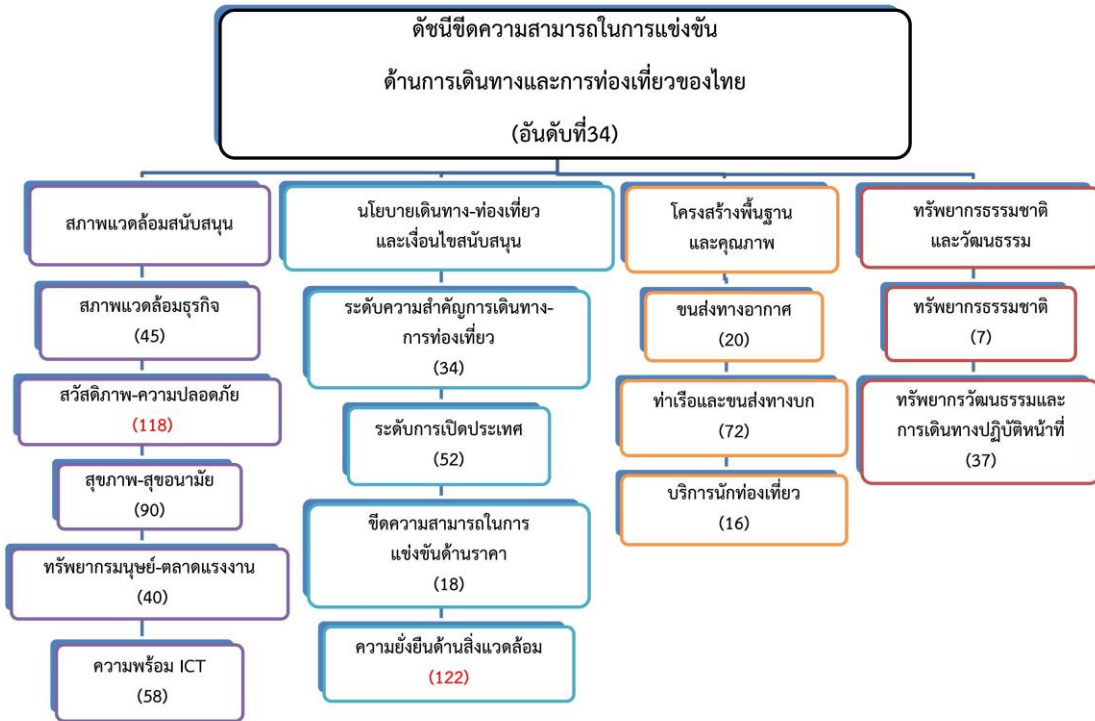 ดัชนีขีดความสามารถในการแข่งขัน
ด้านการเดินทางและการท่องเที่ยวของไทย
(อันดับที่34)
สภาพแวดล้อมสนับสนุน
สภาพแวดล้อมธุรกิจ
(45)
สวัสดิภาพ-ความปลอดภัย
(118)
สุขภาพ-สุขอนามัย
(90)
ทรัพยากรมนุษย์-ตลาดแรงงาน
(40)
ความพร้อม ICT
(58)
นโยบายเดินทาง-ท่องเที่ยว
และเงื่อนไขสนับสนุน
ระดับความสำคัญการเดินทาง-
การท่องเที่ยว
(34)
ระดับการเปิดประเทศ
(52)
ขีดความสามารถในการ
แข่งขันด้านราคา
(18)
ความยั่งยืนด้านสิ่งแวดล้อม
(122)
โครงสร้างพื้นฐาน
และคุณภาพ
ขนส่งทางอากาศ
(20)
ท่าเรือและขนส่งทางบก
(72)
บริการนักท่องเที่ยว
(16)
ทรัพยากรธรรมชาติ
และวัฒนธรรม
ทรัพยากรธรรมชาติ
(7)
ทรัพยากรวัฒนธรรมและ
การเดินทางปฏิบัติหน้าที่
(37)